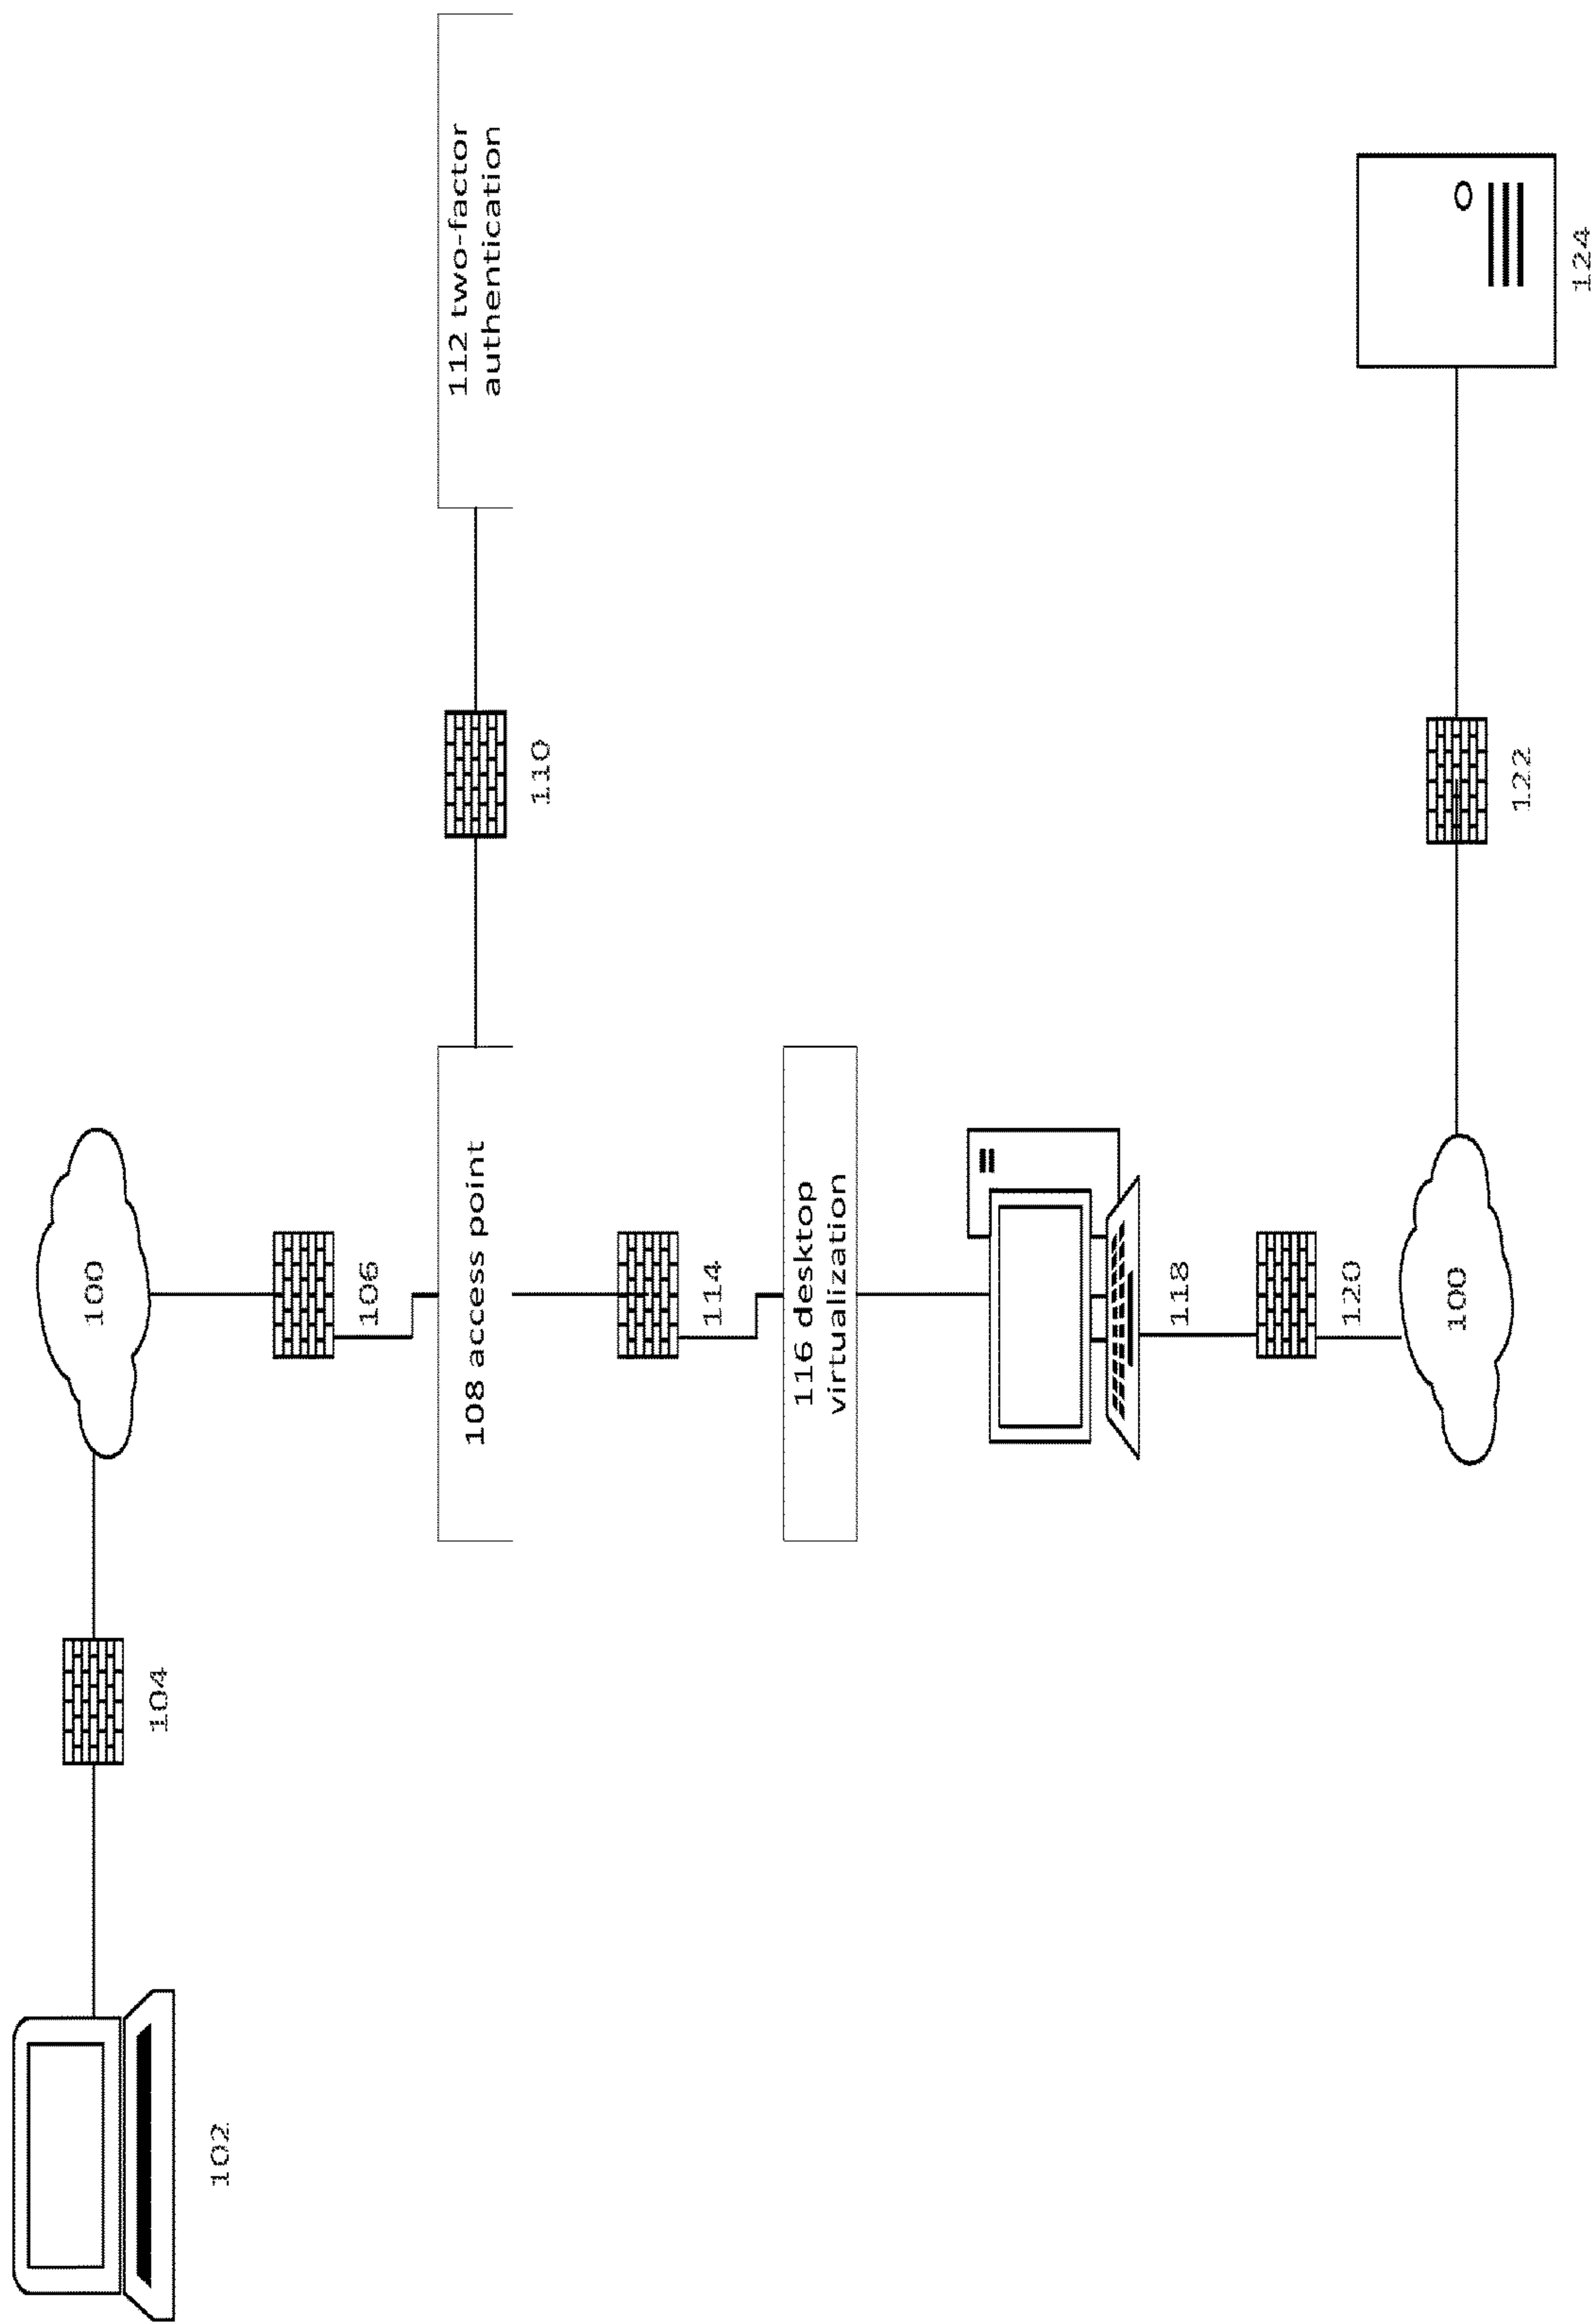 100
104
102
106
108 access point
112 two-factor
authentication
110
114
116 desktop
virtualization
118
120
100
122
124